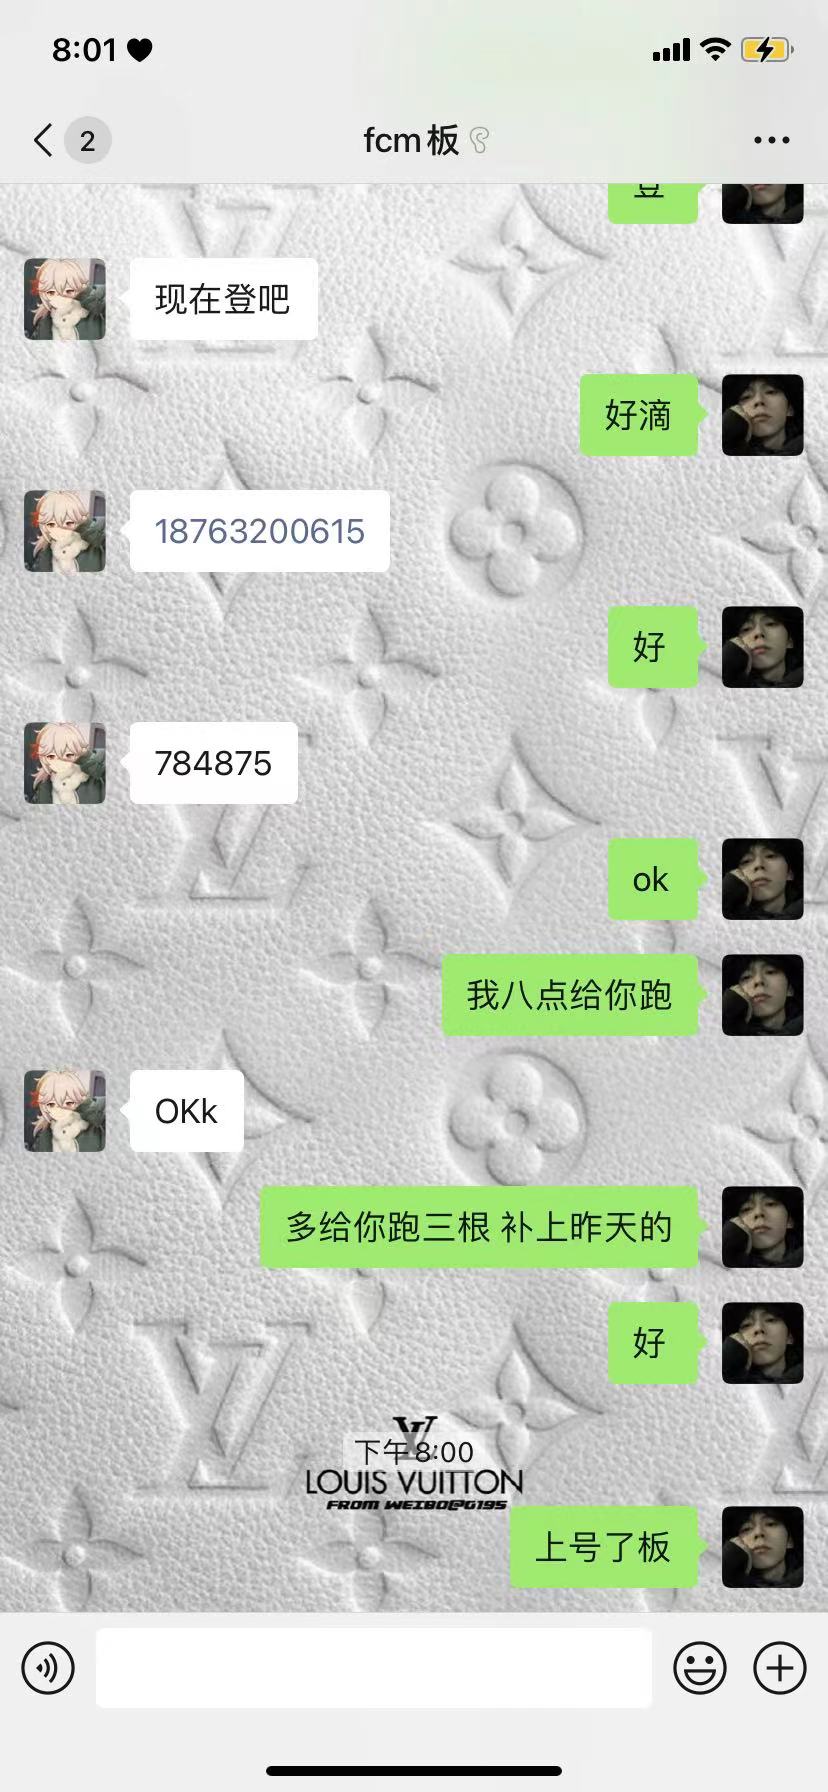 8:01
2
fcm板
登
现在登吧
好滴
18763200615
好
784875
ok
我八点给你跑
OKk
多给你跑三根 补上昨天的
好
下午 8:00
LOUIS VUITTON
FROM WEIBO@G195
上号了板